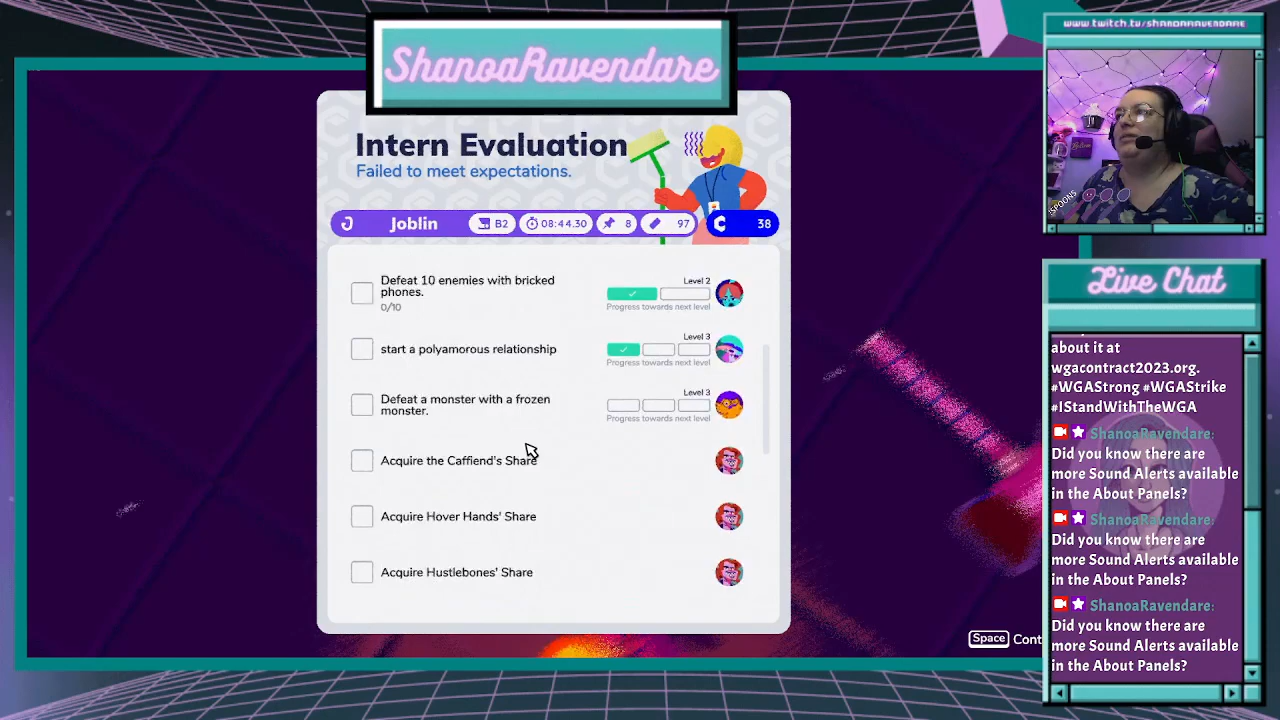 ShanoaRavendare
Intern Evaluation
Failed to meet expectations.
J Joblin B2 08:44.30 8 97 C 38
Defeat 10 enemies with bricked
phones.
0/10
Level 2
Progress towards next level
start a polyamorous relationship
Level 3
Progress towards next level
Defeat a monster with a frozen
monster.
Level 3
Progress towards next level
Acquire the Caffiend's Share
Acquire Hover Hands' Share
Acquire Hustlebones' Share
Space Cont
www.twitch.tv/shanoaravendare
SPOONS
Live Chat
about it at
wgacontract2023.org.
#WGAStrong #WGAStrike
#IStandWithTheWGA
ShanoaRavendare:
Did you know there are
more Sound Alerts available
in the About Panels?
ShanoaRavendare:
Did you know there are
more Sound Alerts available
in the About Panels?
ShanoaRavendare:
Did you know there are
more Sound Alerts available
in the About Panels?